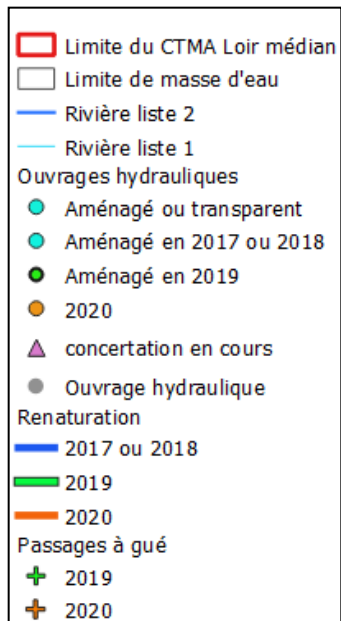 Limite du CTMA Loir médian
Limite de masse d'eau
Rivière liste 2
Rivière liste 1
Ouvrages hydrauliques
Aménagé ou transparent
Aménagé en 2017 ou 2018
Aménagé en 2019
2020
concertation en cours
Ouvrage hydraulique
Renaturation
2017 ou 2018
2019
2020
Passages à gué
2019
2020